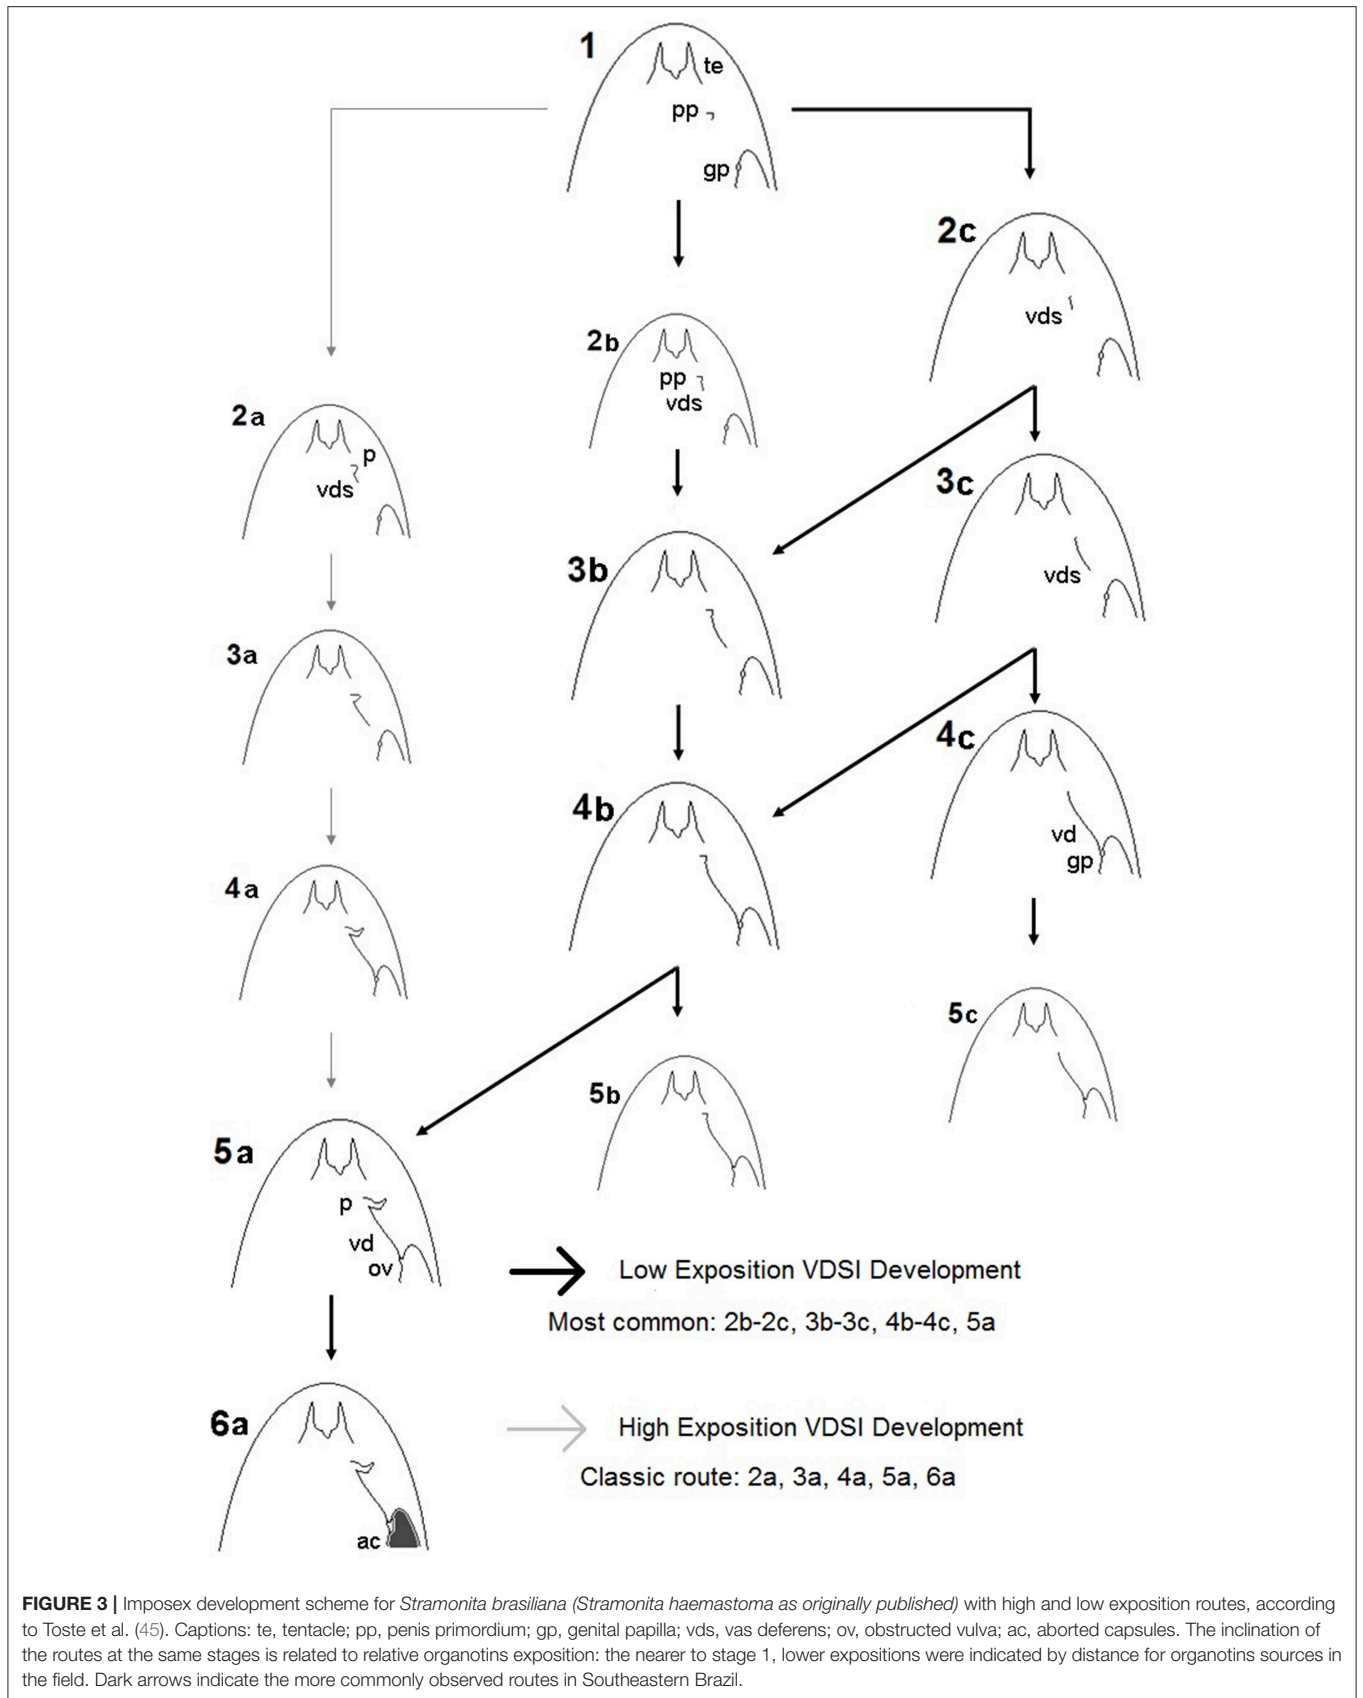 1
te
pp
gp
2c
vds
2b
pp
vds
2a
p
vds
3c
vds
3b
3a
4c
vd
gp
4b
4a
5c
5b
5a
p
vd
ov
Low Exposition VDSI Development
Most common: 2b-2c, 3b-3c, 4b-4c, 5a
6a
ac
High Exposition VDSI Development
Classic route: 2a, 3a, 4a, 5a, 6a
FIGURE 3 | Imposex development scheme for Stramonita brasiliana (Stramonita haemastoma as originally published) with high and low exposition routes, according
to Toste et al. (45). Captions: te, tentacle; pp, penis primordium; gp, genital papilla; vds, vas deferens; ov, obstructed vulva; ac, aborted capsules. The inclination of
the routes at the same stages is related to relative organotins exposition: the nearer to stage 1, lower expositions were indicated by distance for organotins sources in
the field. Dark arrows indicate the more commonly observed routes in Southeastern Brazil.